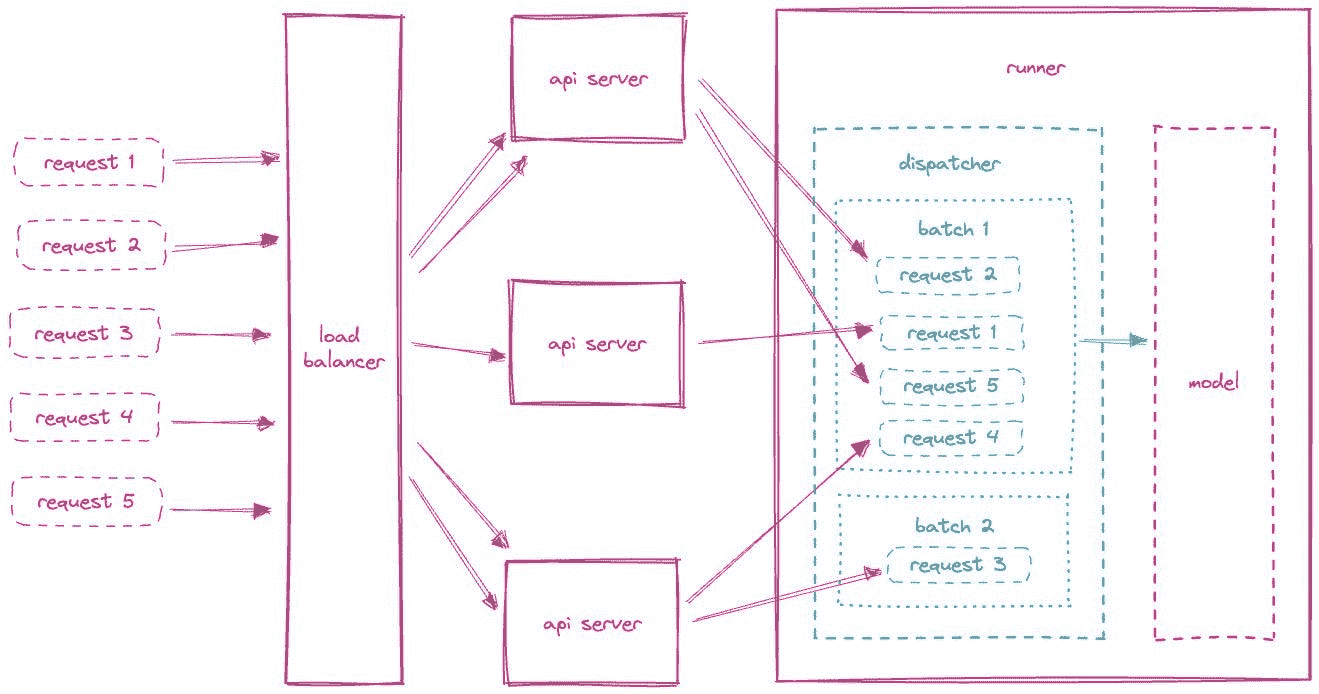 request 1
request 2
request 3
request 4
request 5
load
balancer
api server
api server
api server
runner
dispatcher
batch 1
request 2
request 1
request 5
request 4
batch 2
request 3
model